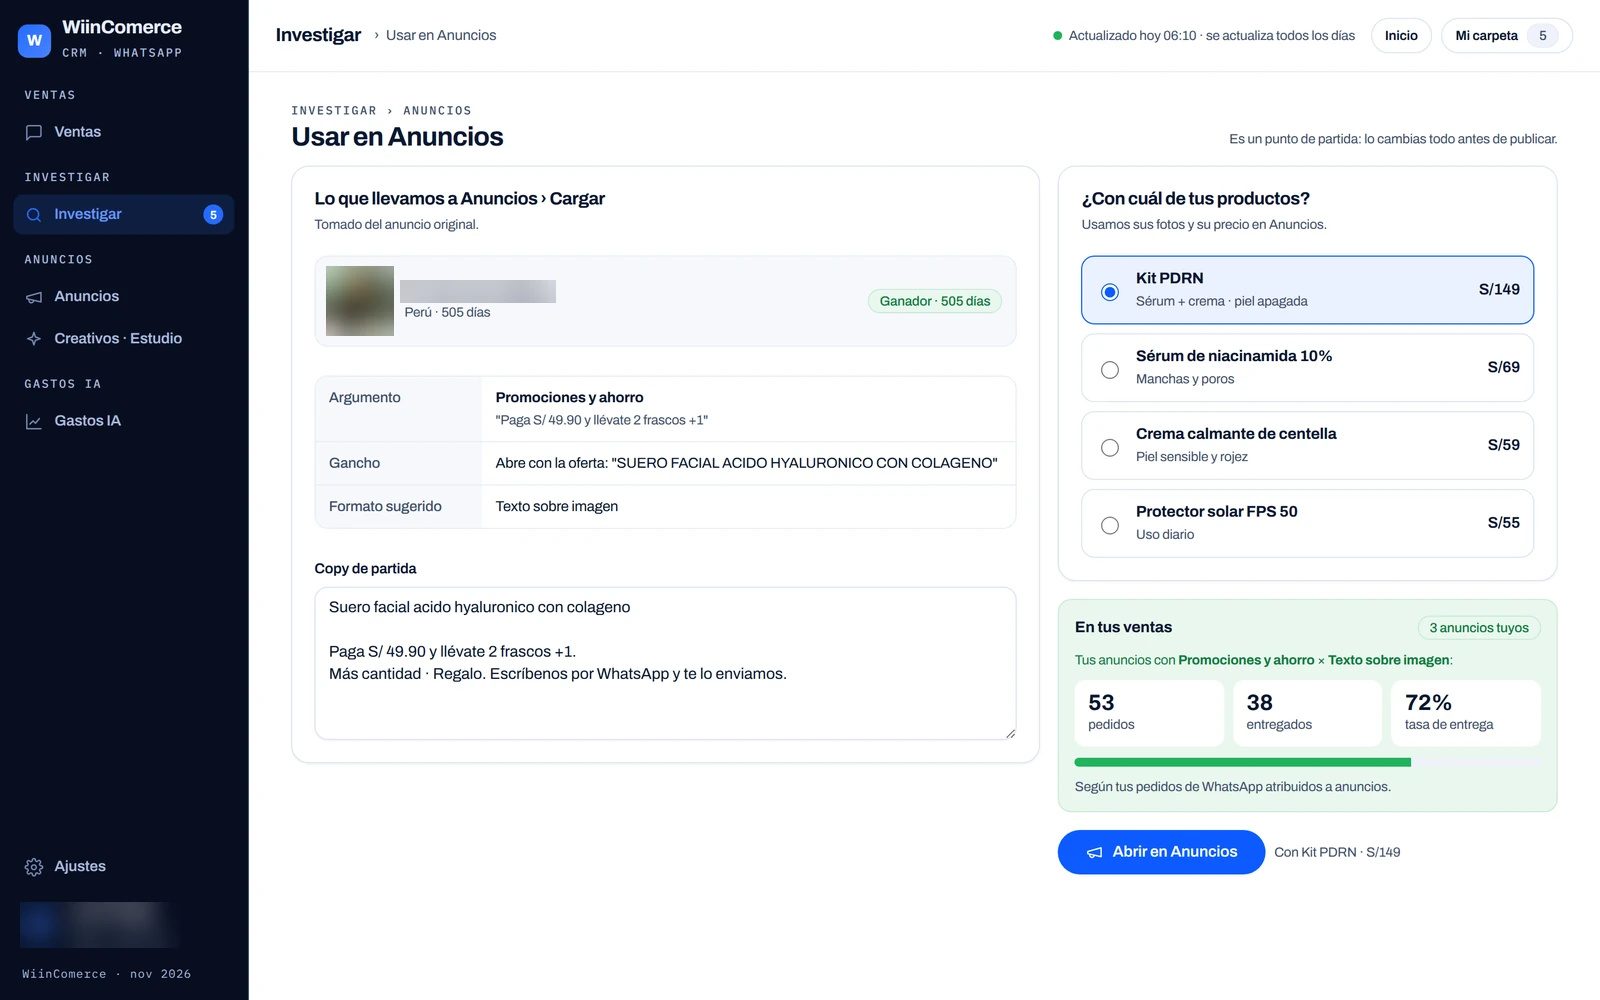 W
WiinComerce
CRM · WHATSAPP
VENTAS
Ventas
INVESTIGAR
Investigar
5
ANUNCIOS
Anuncios
Creativos · Estudio
GASTOS IA
Gastos IA
Ajustes
WiinComerce · nov 2026
Investigar › Usar en Anuncios
Actualizado hoy 06:10 · se actualiza todos los días
Inicio
Mi carpeta 5
INVESTIGAR › ANUNCIOS
Usar en Anuncios
Es un punto de partida: lo cambias todo antes de publicar.
Lo que llevamos a Anuncios › Cargar
Tomado del anuncio original.
Perú · 505 días
Ganador · 505 días
Argumento
Promociones y ahorro
"Paga S/ 49.90 y llévate 2 frascos +1"
Gancho
Abre con la oferta: "SUERO FACIAL ACIDO HYALURONICO CON COLAGENO"
Formato sugerido
Texto sobre imagen
Copy de partida
Suero facial acido hyaluronico con colageno
Paga S/ 49.90 y llévate 2 frascos +1.
Más cantidad · Regalo. Escríbenos por WhatsApp y te lo enviamos.
¿Con cuál de tus productos?
Usamos sus fotos y su precio en Anuncios.
Kit PDRN
Sérum + crema · piel apagada
S/149
Sérum de niacinamida 10%
Manchas y poros
S/69
Crema calmante de centella
Piel sensible y rojez
S/59
Protector solar FPS 50
Uso diario
S/55
En tus ventas
3 anuncios tuyos
Tus anuncios con Promociones y ahorro × Texto sobre imagen:
53
pedidos
38
entregados
72%
tasa de entrega
Según tus pedidos de WhatsApp atribuidos a anuncios.
Abrir en Anuncios
Con Kit PDRN · S/149